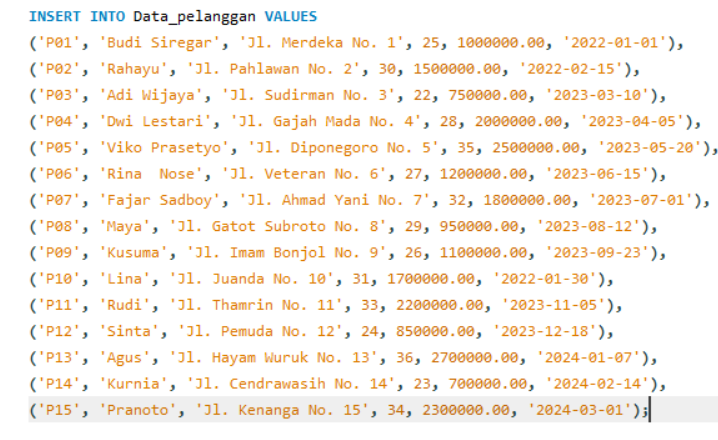 INSERT INTO Data_pelanggan VALUES
('P01', 'Budi Siregar', 'Jl. Merdeka No. 1', 25, 1000000.00, '2022-01-01'),
('P02', 'Rahayu', 'Jl. Pahlawan No. 2', 30, 1500000.00, '2022-02-15'),
('P03', 'Adi Wijaya', 'Jl. Sudirman No. 3', 22, 750000.00, '2023-03-10'),
('P04', 'Dwi Lestari', 'Jl. Gajah Mada No. 4', 28, 2000000.00, '2023-04-05'),
('P05', 'Viko Prasetyo', 'Jl. Diponegoro No. 5', 35, 2500000.00, '2023-05-20'),
('P06', 'Rina  Nose', 'Jl. Veteran No. 6', 27, 1200000.00, '2023-06-15'),
('P07', 'Fajar Sadboy', 'Jl. Ahmad Yani No. 7', 32, 1800000.00, '2023-07-01'),
('P08', 'Maya', 'Jl. Gatot Subroto No. 8', 29, 950000.00, '2023-08-12'),
('P09', 'Kusuma', 'Jl. Imam Bonjol No. 9', 26, 1100000.00, '2023-09-23'),
('P10', 'Lina', 'Jl. Juanda No. 10', 31, 1700000.00, '2022-01-30'),
('P11', 'Rudi', 'Jl. Thamrin No. 11', 33, 2200000.00, '2023-11-05'),
('P12', 'Sinta', 'Jl. Pemuda No. 12', 24, 850000.00, '2023-12-18'),
('P13', 'Agus', 'Jl. Hayam Wuruk No. 13', 36, 2700000.00, '2024-01-07'),
('P14', 'Kurnia', 'Jl. Cendrawasih No. 14', 23, 700000.00, '2024-02-14'),
('P15', 'Pranoto', 'Jl. Kenanga No. 15', 34, 2300000.00, '2024-03-01');